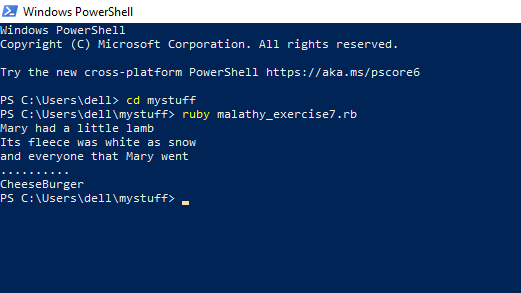 Windows PowerShell
Windows PowerShell
Copyright (C) Microsoft Corporation. All rights reserved.
Try the new cross-platform PowerShell https://aka.ms/pscore6
PS C:\Users\dell> cd mystuff
PS C:\Users\dell\mystuff> ruby malathy_exercise7.rb
Mary had a little lamb
Its fleece was white as snow
and everyone that Mary went
..........
CheeseBurger
PS C:\Users\dell\mystuff>